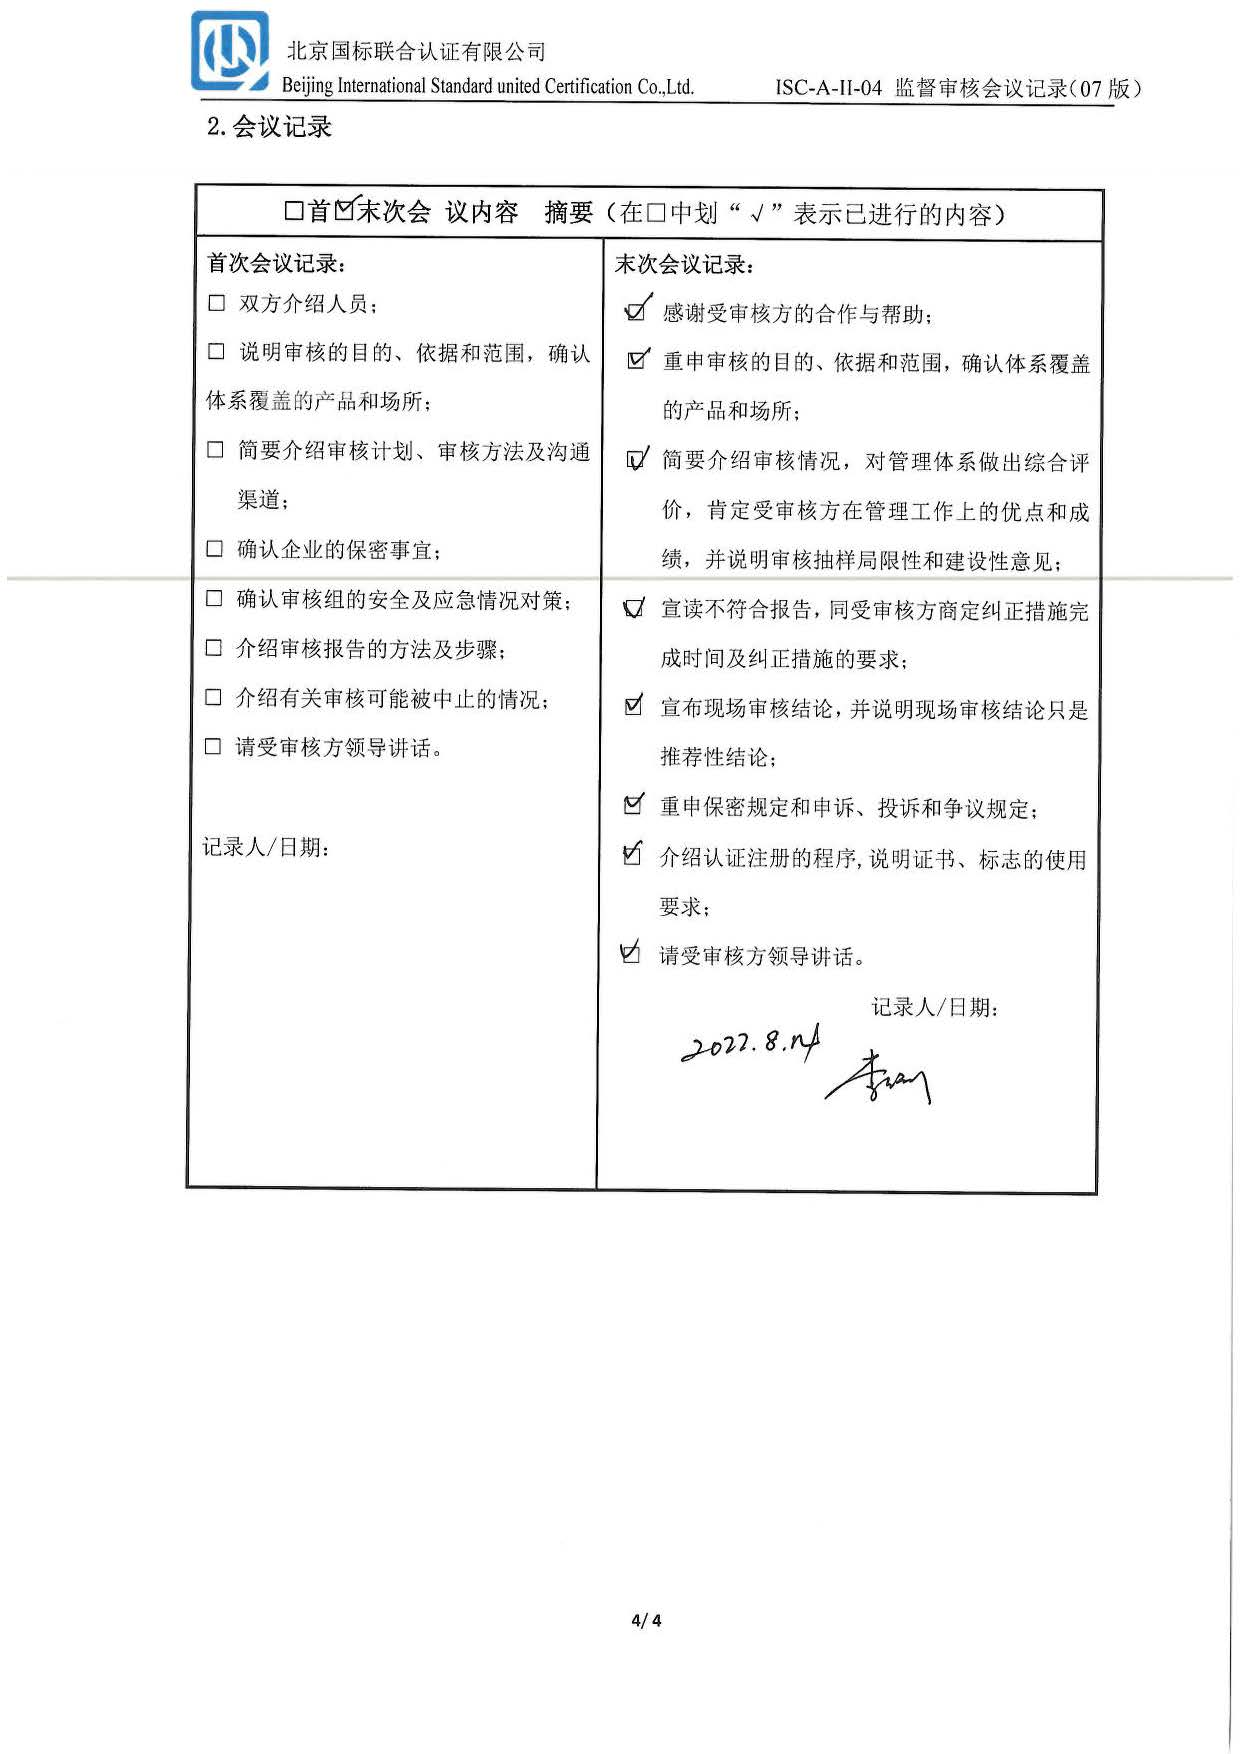 北京国标联合认证有限公司
Beijing International Standard united Certification Co.,Ltd.
ISC-A-II-04 监督审核会议记录(07版)
2.会议记录
□首☑末次会 议内容 摘要（在□中划“√”表示已进行的内容）
首次会议记录：
□ 双方介绍人员；
□ 说明审核的目的、依据和范围，确认
体系覆盖的产品和场所；
□ 简要介绍审核计划、审核方法及沟通
渠道；
□ 确认企业的保密事宜；
□ 确认审核组的安全及应急情况对策；
□ 介绍审核报告的方法及步骤；
□ 介绍有关审核可能被中止的情况；
□ 请受审核方领导讲话。
记录人/日期：
末次会议记录：
☑ 感谢受审核方的合作与帮助；
☑ 重申审核的目的、依据和范围，确认体系覆盖
的产品和场所；
☑ 简要介绍审核情况，对管理体系做出综合评
价，肯定受审核方在管理工作上的优点和成
绩，并说明审核抽样局限性和建设性意见；
☑ 宣读不符合报告，同受审核方商定纠正措施完
成时间及纠正措施的要求；
☑ 宣布现场审核结论，并说明现场审核结论只是
推荐性结论；
☑ 重申保密规定和申诉、投诉和争议规定；
☑ 介绍认证注册的程序,说明证书、标志的使用
要求；
☑ 请受审核方领导讲话。
记录人/日期：
2022.8.
李
4/4